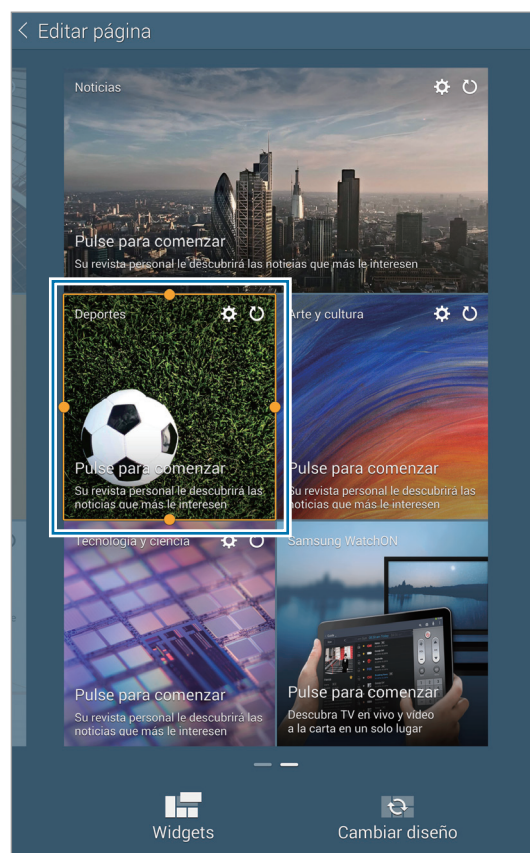 Editar página
Noticias
Pulse para comenzar
Su revista personal le descubrirá las noticias que más le interesen
Deportes
Pulse para comenzar
Su revista personal le descubrirá las
noticias que más le interesen
Arte y cultura
Pulse para comenzar
Su revista personal le descubrirá las
noticias que más le interesen
Tecnología y ciencia
Pulse para comenzar
Su revista personal le descubrirá las
noticias que más le interesen
Samsung WatchON
Pulse para comenzar
Descubra TV en vivo y video
a la carta en un solo lugar
Widgets
Cambiar diseño